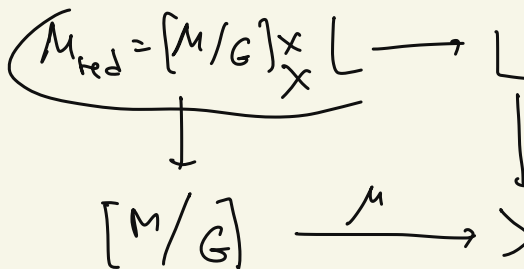 M_red = [M/G] ×_X L → L
↓ ↓
[M/G] →^μ X